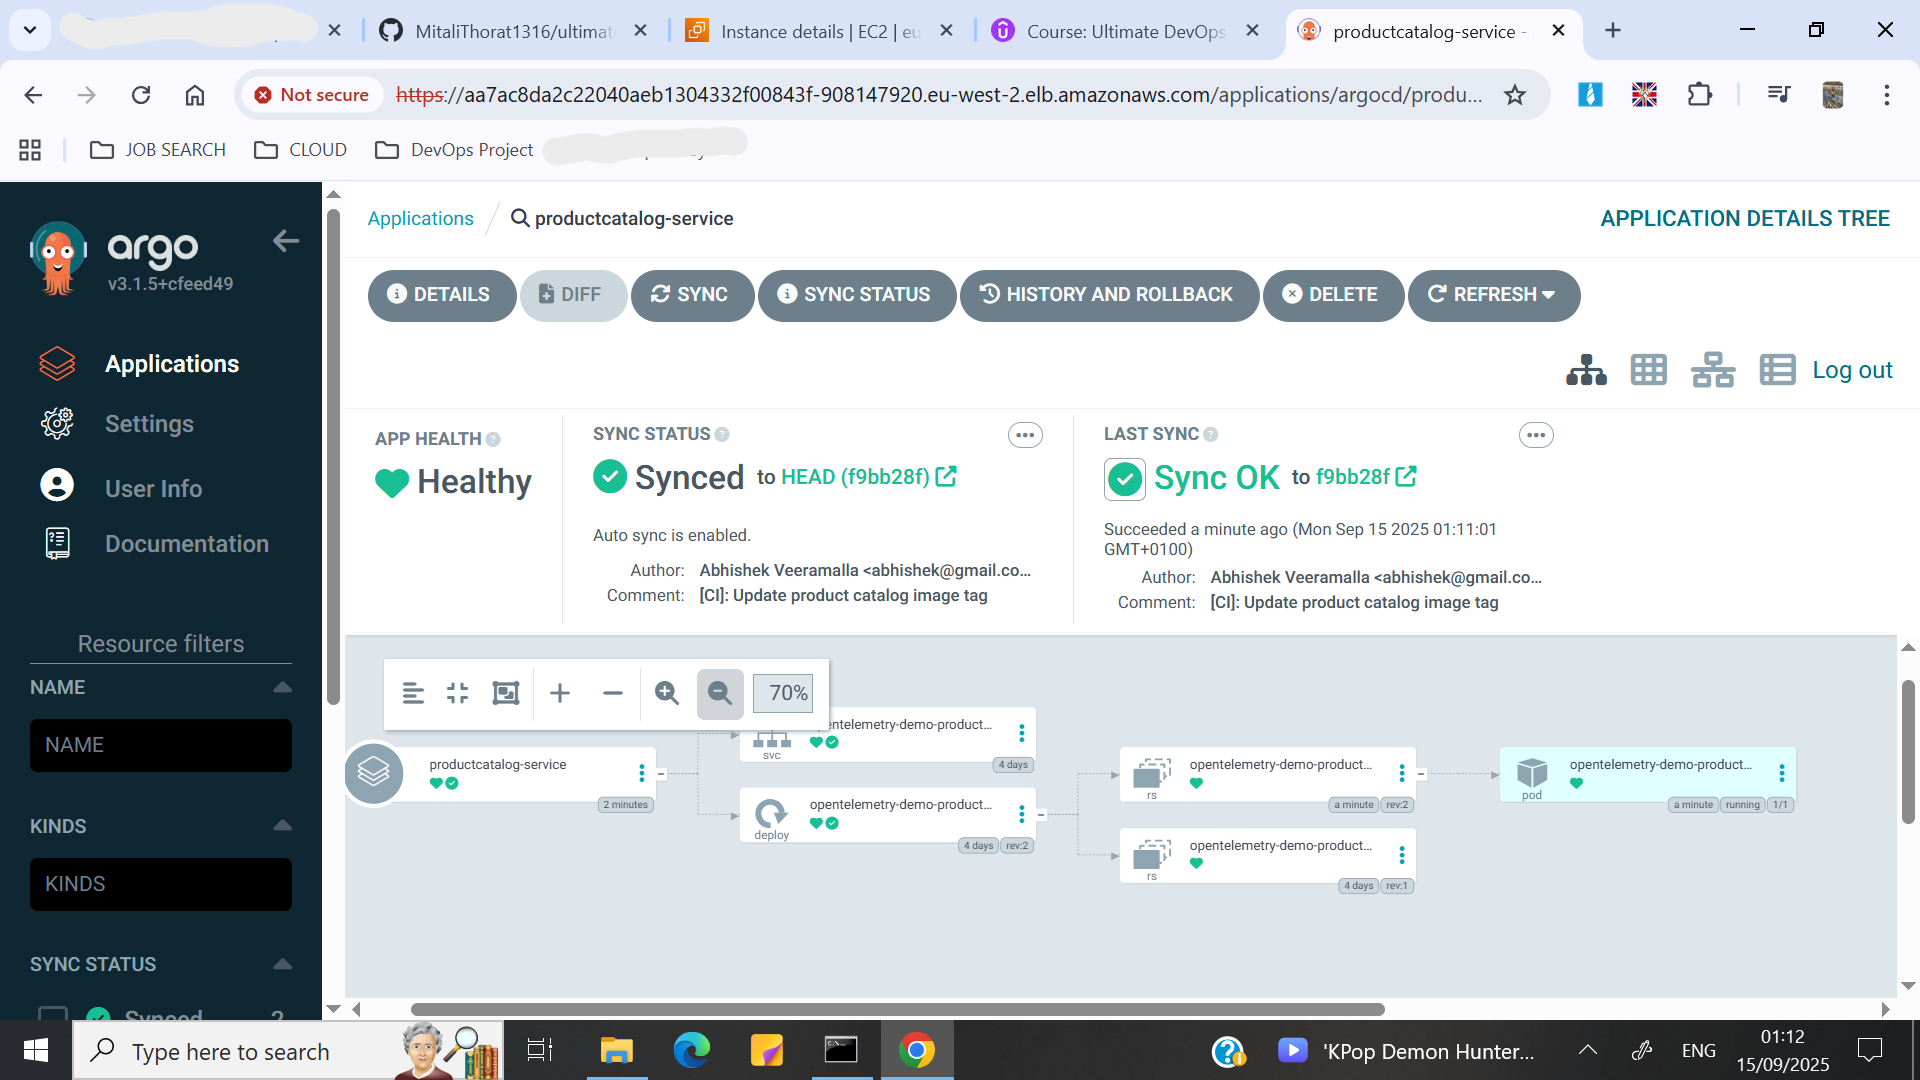 MitaliThorat1316/ultimat
Instance details | EC2 | eu
Course: Ultimate DevOps
productcatalog-service -
Not secure
https://aa7ac8da2c22040aeb1304332f00843f-908147920.eu-west-2.elb.amazonaws.com/applications/argocd/produ...
JOB SEARCH
CLOUD
DevOps Project
argo
v3.1.5+cfeed49
Applications
Settings
User Info
Documentation
Resource filters
NAME
NAME
KINDS
KINDS
SYNC STATUS
Synced 2
Applications / productcatalog-service
APPLICATION DETAILS TREE
DETAILS
DIFF
SYNC
SYNC STATUS
HISTORY AND ROLLBACK
DELETE
REFRESH
Log out
APP HEALTH
Healthy
SYNC STATUS
Synced to HEAD (f9bb28f)
Auto sync is enabled.
Author: Abhishek Veeramalla <abhishek@gmail.co...
Comment: [CI]: Update product catalog image tag
LAST SYNC
Sync OK to f9bb28f
Succeeded a minute ago (Mon Sep 15 2025 01:11:01
GMT+0100)
Author: Abhishek Veeramalla <abhishek@gmail.co...
Comment: [CI]: Update product catalog image tag
70%
productcatalog-service
2 minutes
entelemetry-demo-product...
svc
4 days
opentelemetry-demo-product...
deploy
4 days rev:2
opentelemetry-demo-product...
rs
a minute rev:2
opentelemetry-demo-product...
rs
4 days rev:1
opentelemetry-demo-product...
pod
a minute running 1/1
Type here to search
'KPop Demon Hunter...
ENG
01:12
15/09/2025